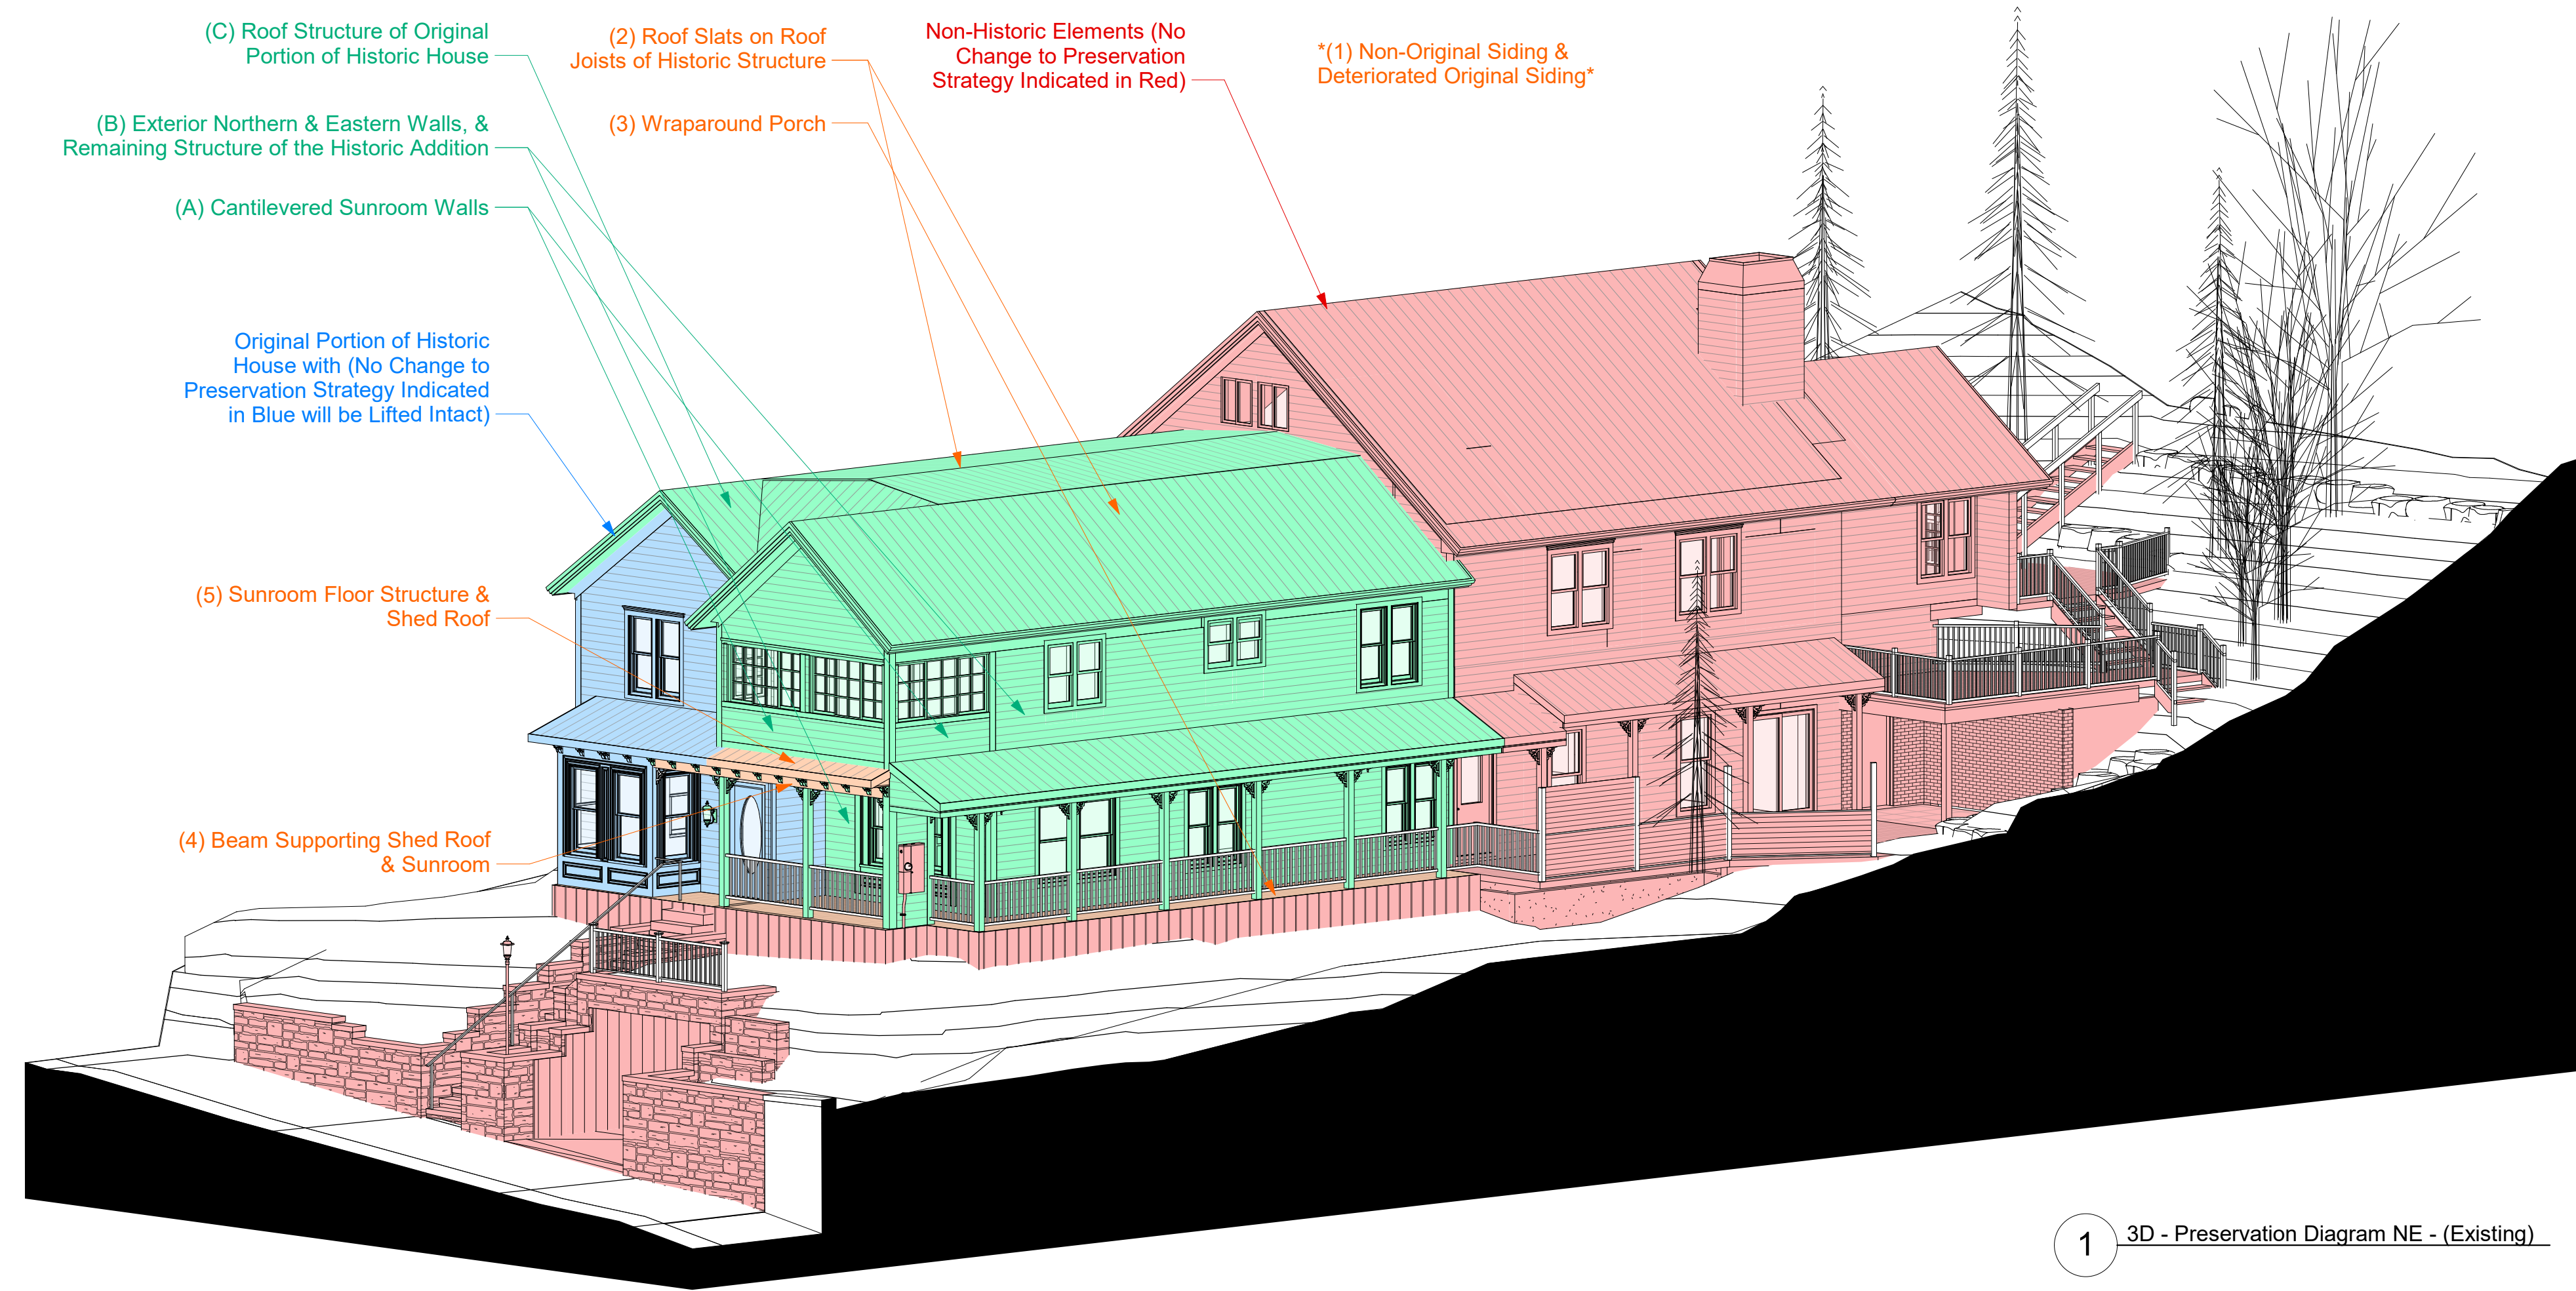 (C) Roof Structure of Original
Portion of Historic House
(B) Exterior Northern & Eastern Walls, &
Remaining Structure of the Historic Addition
(A) Cantilevered Sunroom Walls
Original Portion of Historic
House with (No Change to
Preservation Strategy Indicated
in Blue will be Lifted Intact)
(5) Sunroom Floor Structure &
Shed Roof
(4) Beam Supporting Shed Roof
& Sunroom
(2) Roof Slats on Roof
Joists of Historic Structure
(3) Wraparound Porch
Non-Historic Elements (No
Change to Preservation
Strategy Indicated in Red)
*(1) Non-Original Siding &
Deteriorated Original Siding*
1
3D - Preservation Diagram NE - (Existing)